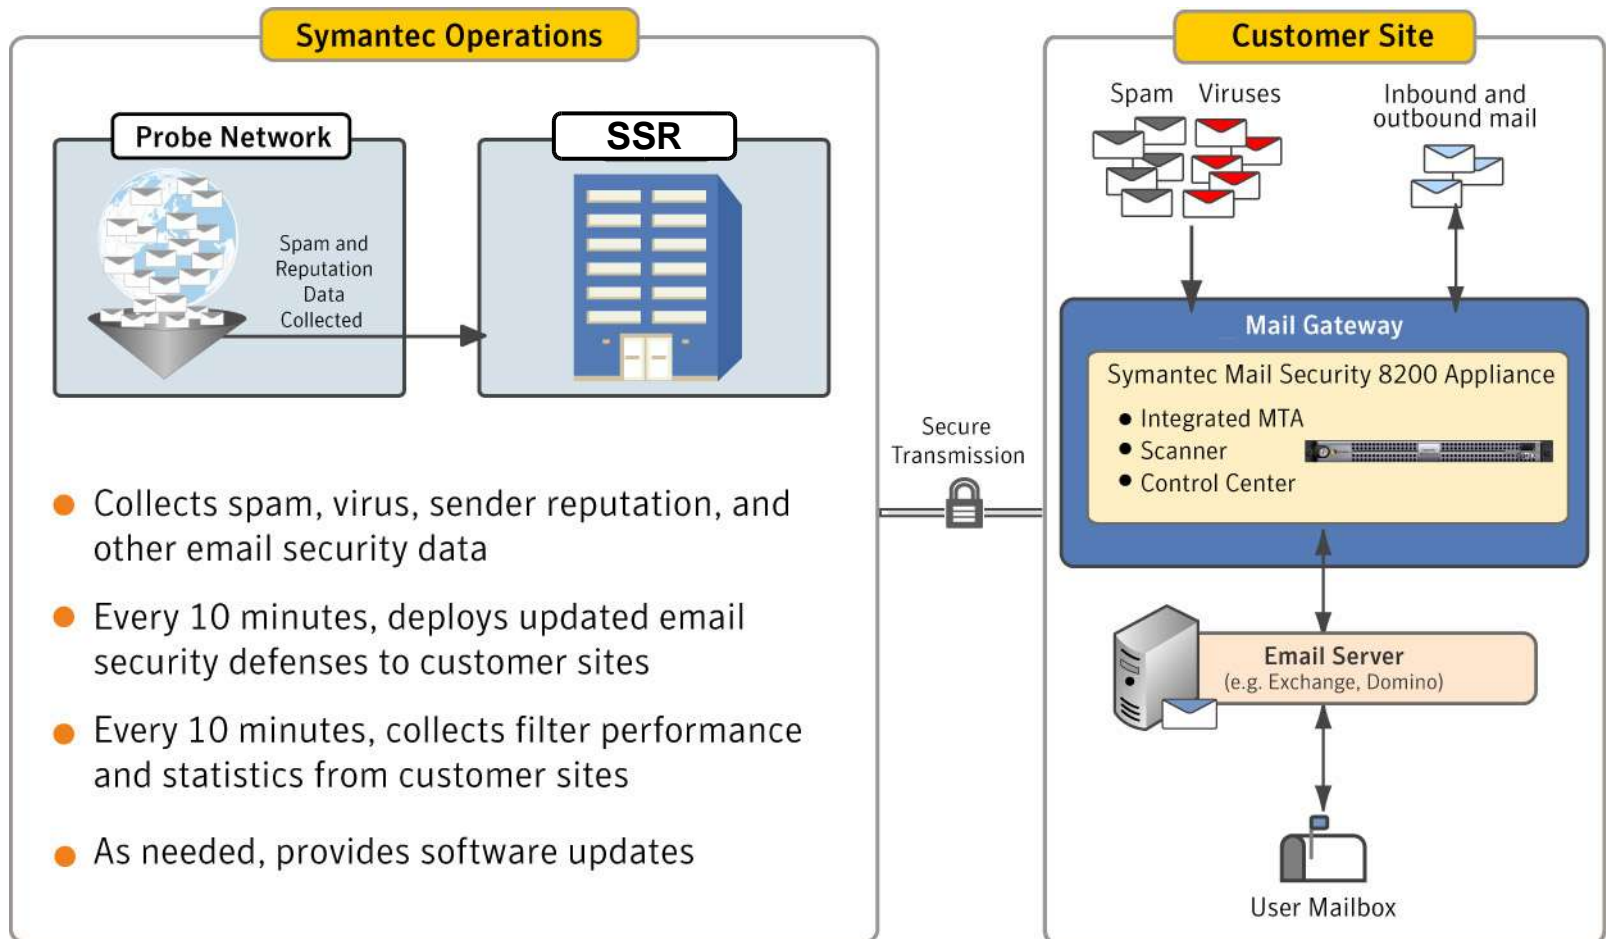 Symantec Operations
Probe Network
SSR
Spam and
Reputation
Data
Collected
Collects spam, virus, sender reputation, and
other email security data
Every 10 minutes, deploys updated email
security defenses to customer sites
Every 10 minutes, collects filter performance
and statistics from customer sites
As needed, provides software updates
Secure
Transmission
Customer Site
Spam
Viruses
Inbound and
outbound mail
Mail Gateway
Symantec Mail Security 8200 Appliance
Integrated MTA
Scanner
Control Center
Email Server
(e.g. Exchange, Domino)
User Mailbox